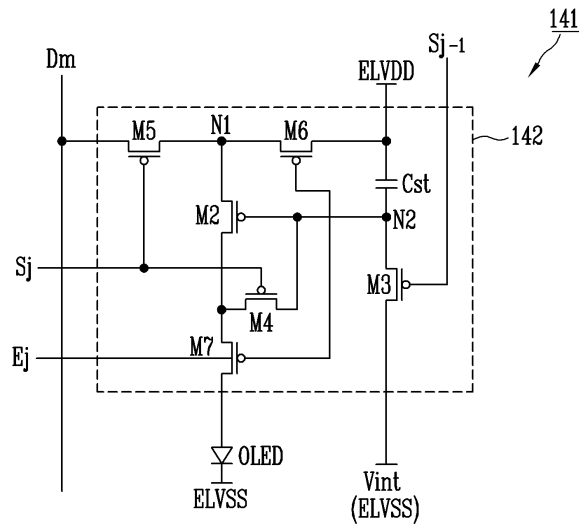 141
Dm
Sj-1
ELVDD
M5
N1
M6
142
Cst
M2
N2
Sj
M3
M4
M7
Ej
OLED
ELVSS
Vint
(ELVSS)